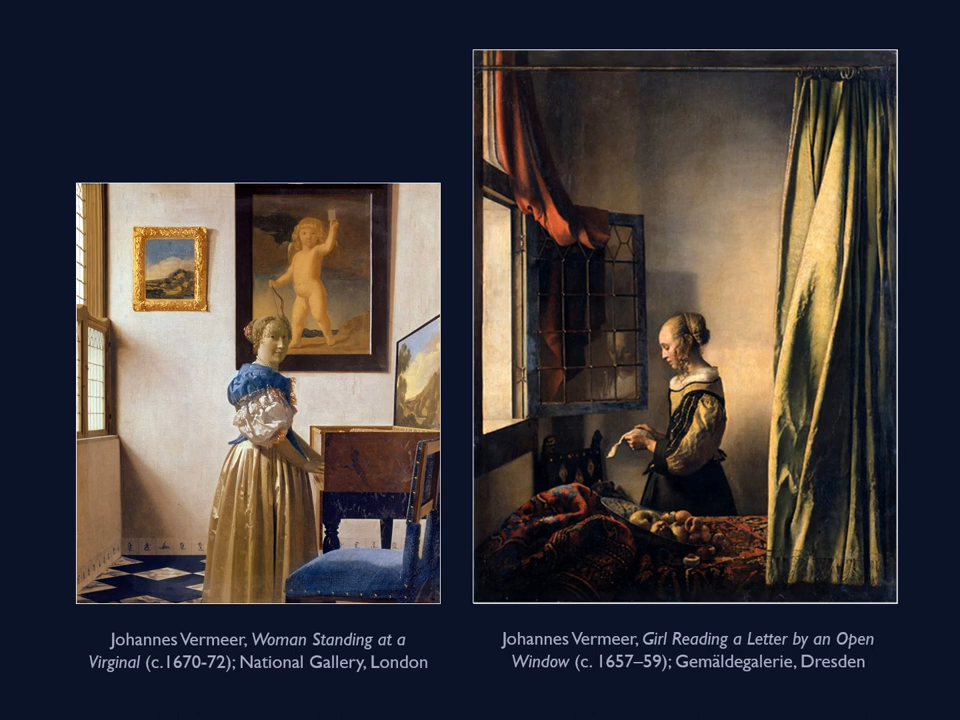 Johannes Vermeer, Woman Standing at a
Virginal (c.1670-72); National Gallery, London
Johannes Vermeer, Girl Reading a Letter by an Open
Window (c. 1657–59); Gemäldegalerie, Dresden